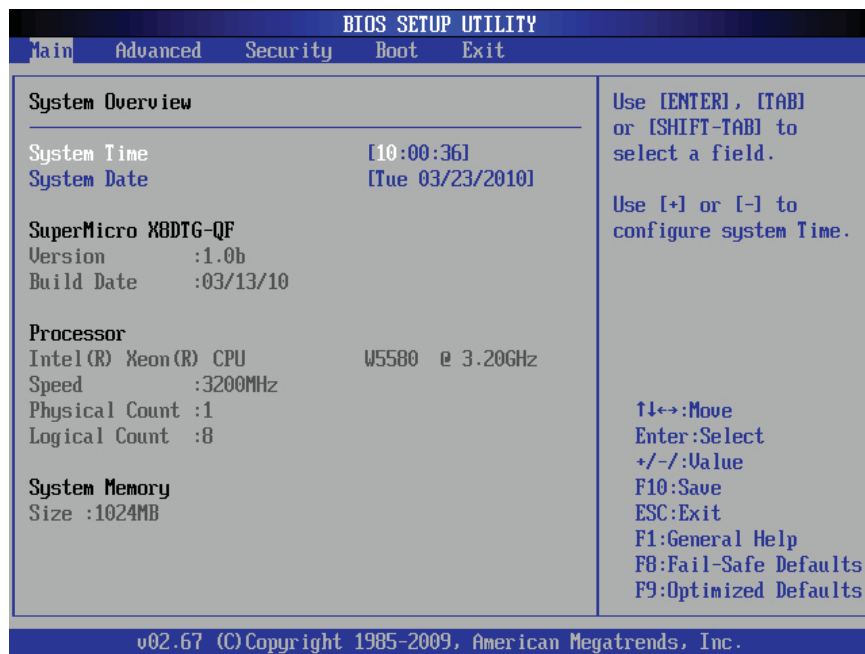 BIOS SETUP UTILITY
Main Advanced Security Boot Exit
System Overview
System Time [10:00:36]
System Date [Tue 03/23/2010]
SuperMicro X8DTG-QF
Version :1.0b
Build Date :03/13/10
Processor
Intel(R) Xeon(R) CPU W5580 @ 3.20GHz
Speed :3200MHz
Physical Count :1
Logical Count :8
System Memory
Size :1024MB
Use [ENTER], [TAB]
or [SHIFT-TAB] to
select a field.
Use [+] or [-] to
configure system Time.
↑↓←→:Move
Enter:Select
+/-/:Value
F10:Save
ESC:Exit
F1:General Help
F8:Fail-Safe Defaults
F9:Optimized Defaults
v02.67 (C)Copyright 1985-2009, American Megatrends, Inc.